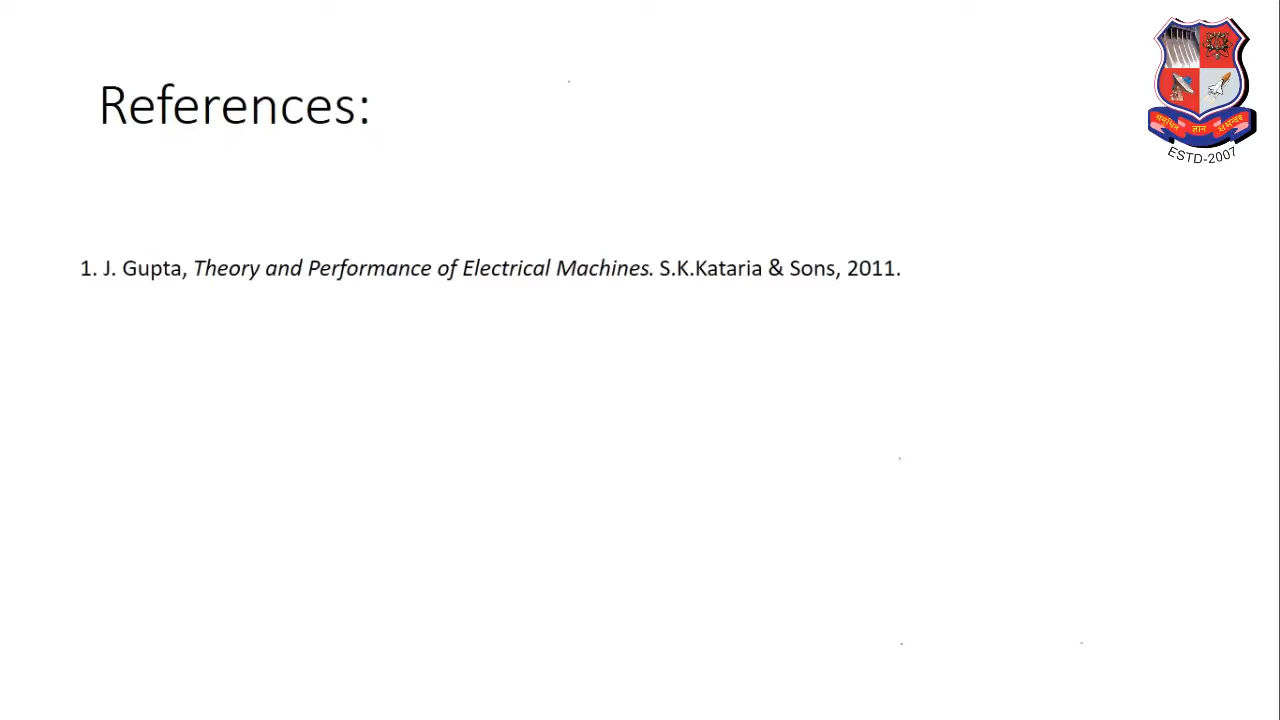 References:
1. J. Gupta, Theory and Performance of Electrical Machines. S.K.Kataria & Sons, 2011.
ज्ञान
ESTD-2007